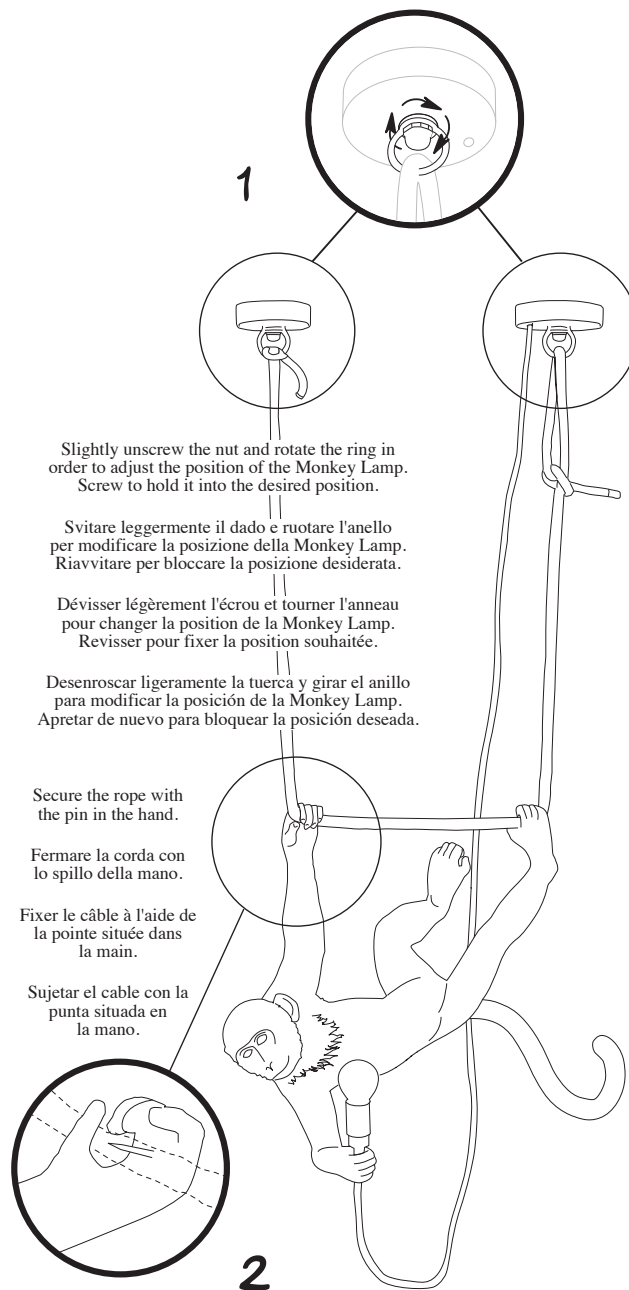 1
Slightly unscrew the nut and rotate the ring in
order to adjust the position of the Monkey Lamp.
Screw to hold it into the desired position.
Svitare leggermente il dado e ruotare l'anello
per modificare la posizione della Monkey Lamp.
Riavvitare per bloccare la posizione desiderata.
Dévisser légèrement l'écrou et tourner l'anneau
pour changer la position de la Monkey Lamp.
Revisser pour fixer la position souhaitée.
Desenroscar ligeramente la tuerca y girar el anillo
para modificar la posición de la Monkey Lamp.
Apretar de nuevo para bloquear la posición deseada.
Secure the rope with
the pin in the hand.
Fermare la corda con
lo spillo della mano.
Fixer le câble à l'aide de
la pointe située dans
la main.
Sujetar el cable con la
punta situada en
la mano.
2